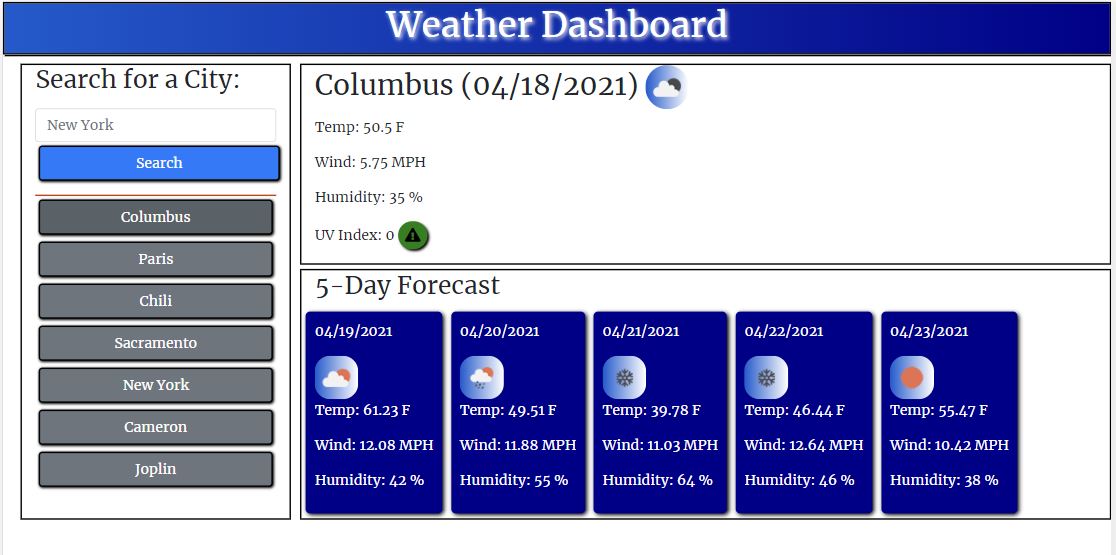 Weather Dashboard
Search for a City:
New York
Search
Columbus
Paris
Chili
Sacramento
New York
Cameron
Joplin
Columbus (04/18/2021)
Temp: 50.5 F
Wind: 5.75 MPH
Humidity: 35 %
UV Index: 0
5-Day Forecast
04/19/2021
Temp: 61.23 F
Wind: 12.08 MPH
Humidity: 42 %
04/20/2021
Temp: 49.51 F
Wind: 11.88 MPH
Humidity: 55 %
04/21/2021
Temp: 39.78 F
Wind: 11.03 MPH
Humidity: 64 %
04/22/2021
Temp: 46.44 F
Wind: 12.64 MPH
Humidity: 46 %
04/23/2021
Temp: 55.47 F
Wind: 10.42 MPH
Humidity: 38 %